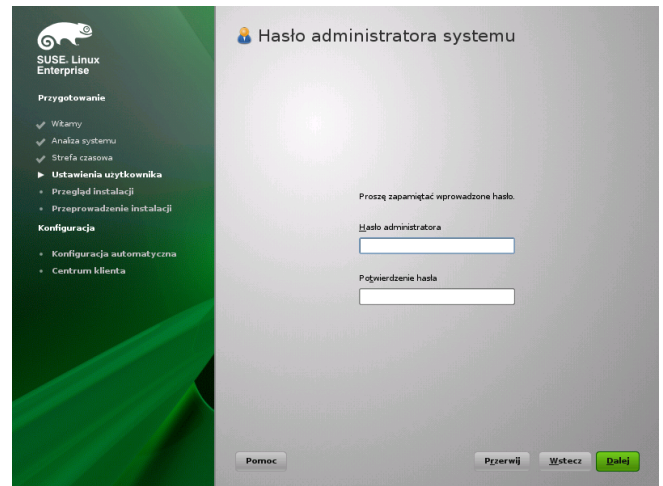 SUSE. Linux
Enterprise
Przygotowanie
Witamy
Analiza systemu
Strefa czasowa
Ustawienia użytkownika
Przegląd instalacji
Przeprowadzenie instalacji
Konfiguracja
Konfiguracja automatyczna
Centrum klienta
Hasło administratora systemu
Proszę zapamiętać wprowadzone hasło.
Hasło administratora
Potwierdzenie hasła
Pomoc
Przerwij
Wstecz
Dalej